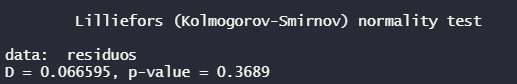 Lilliefors (Kolmogorov-Smirnov) normality test
data:  residuos
D = 0.066595, p-value = 0.3689